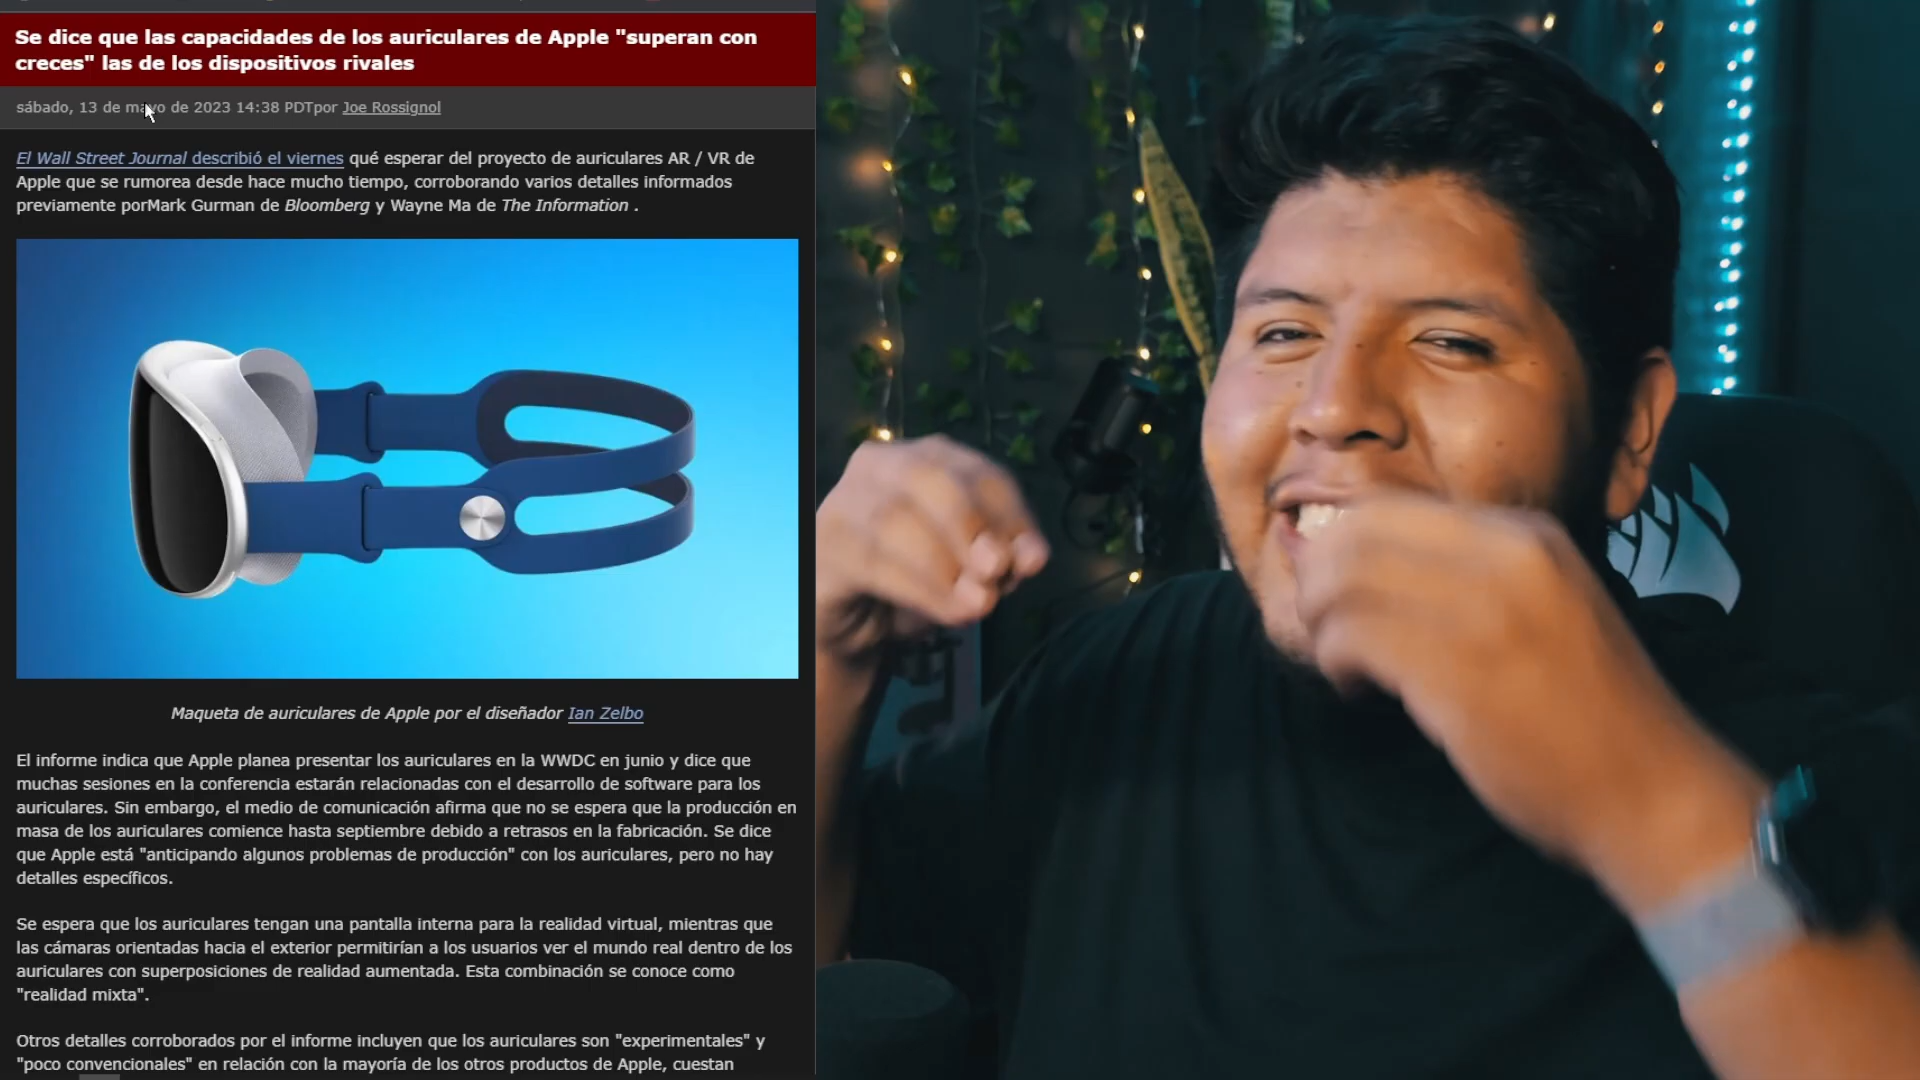 Se dice que las capacidades de los auriculares de Apple "superan con
creces" las de los dispositivos rivales
sábado, 13 de mayo de 2023 14:38 PDTpor Joe Rossignol
El Wall Street Journal describió el viernes qué esperar del proyecto de auriculares AR / VR de
Apple que se rumorea desde hace mucho tiempo, corroborando varios detalles informados
previamente porMark Gurman de Bloomberg y Wayne Ma de The Information .
Maqueta de auriculares de Apple por el diseñador Ian Zelbo
El informe indica que Apple planea presentar los auriculares en la WWDC en junio y dice que
muchas sesiones en la conferencia estarán relacionadas con el desarrollo de software para los
auriculares. Sin embargo, el medio de comunicación afirma que no se espera que la producción en
masa de los auriculares comience hasta septiembre debido a retrasos en la fabricación. Se dice
que Apple está "anticipando algunos problemas de producción" con los auriculares, pero no hay
detalles específicos.
Se espera que los auriculares tengan una pantalla interna para la realidad virtual, mientras que
las cámaras orientadas hacia el exterior permitirían a los usuarios ver el mundo real dentro de los
auriculares con superposiciones de realidad aumentada. Esta combinación se conoce como
"realidad mixta".
Otros detalles corroborados por el informe incluyen que los auriculares son "experimentales" y
"poco convencionales" en relación con la mayoría de los otros productos de Apple, cuestan